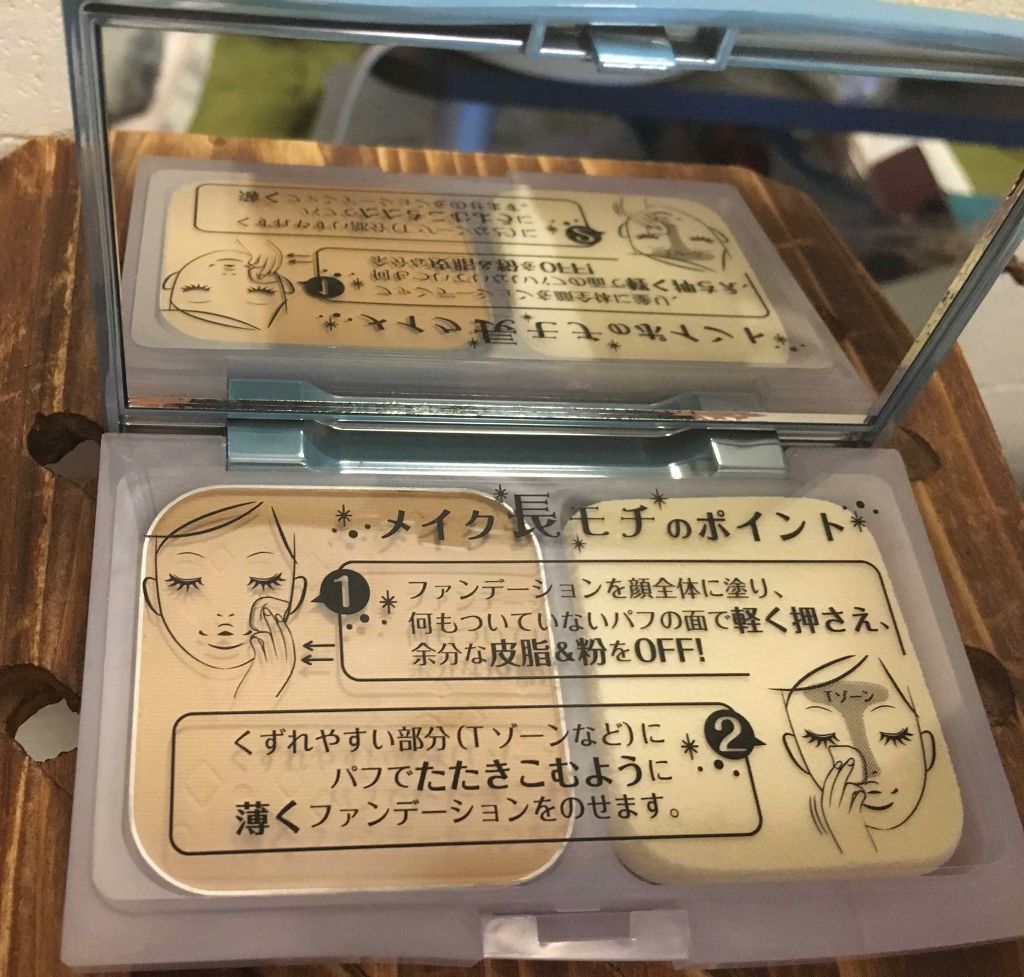 メイク長モチのポイント
1
ファンデーションを顔全体に塗り、
何もついていないパフの面で軽く押さえ、
余分な皮脂&粉をOFF!
2
Tゾーン
くずれやすい部分(Tゾーンなど)に
パフでたたきこむように
薄くファンデーションをのせます。